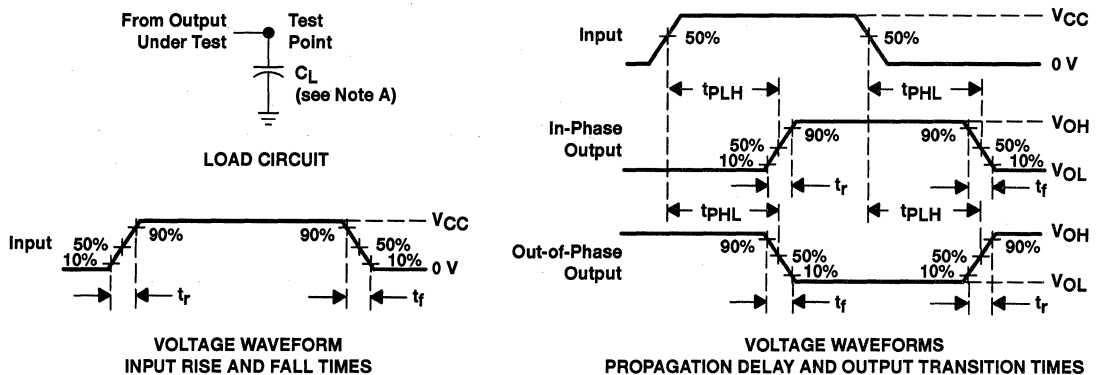 From Output
Under Test
Test
Point
CL
(see Note A)
LOAD CIRCUIT
Input
50%
10%
90%
90%
50%
10%
VCC
0 V
tr
tf
VOLTAGE WAVEFORM
INPUT RISE AND FALL TIMES
Input
50%
50%
VCC
0 V
tPLH
tPHL
In-Phase
Output
50%
10%
90%
90%
50%
10%
VOH
VOL
tr
tf
tPHL
tPLH
Out-of-Phase
Output
90%
50%
10%
50%
10%
90%
VOH
VOL
tf
tr
VOLTAGE WAVEFORMS
PROPAGATION DELAY AND OUTPUT TRANSITION TIMES